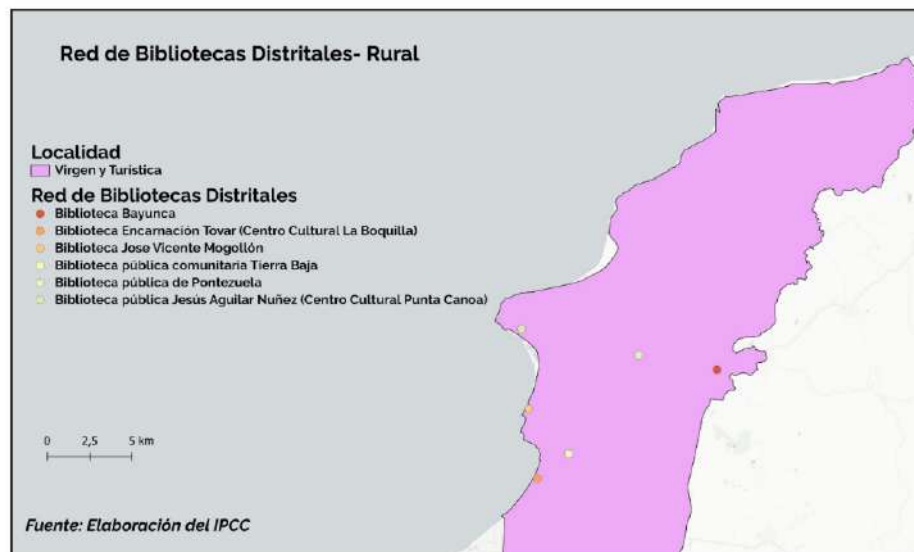 Red de Bibliotecas Distritales- Rural
Localidad
Virgen y Turística
Red de Bibliotecas Distritales
Biblioteca Bayunca
Biblioteca Encarnación Tovar (Centro Cultural La Boquilla)
Biblioteca Jose Vicente Mogollón
Biblioteca pública comunitaria Tierra Baja
Biblioteca pública de Pontezuela
Biblioteca pública Jesús Aguilar Nuñez (Centro Cultural Punta Canoa)
0 2,5 5 km
Fuente: Elaboración del IPCC